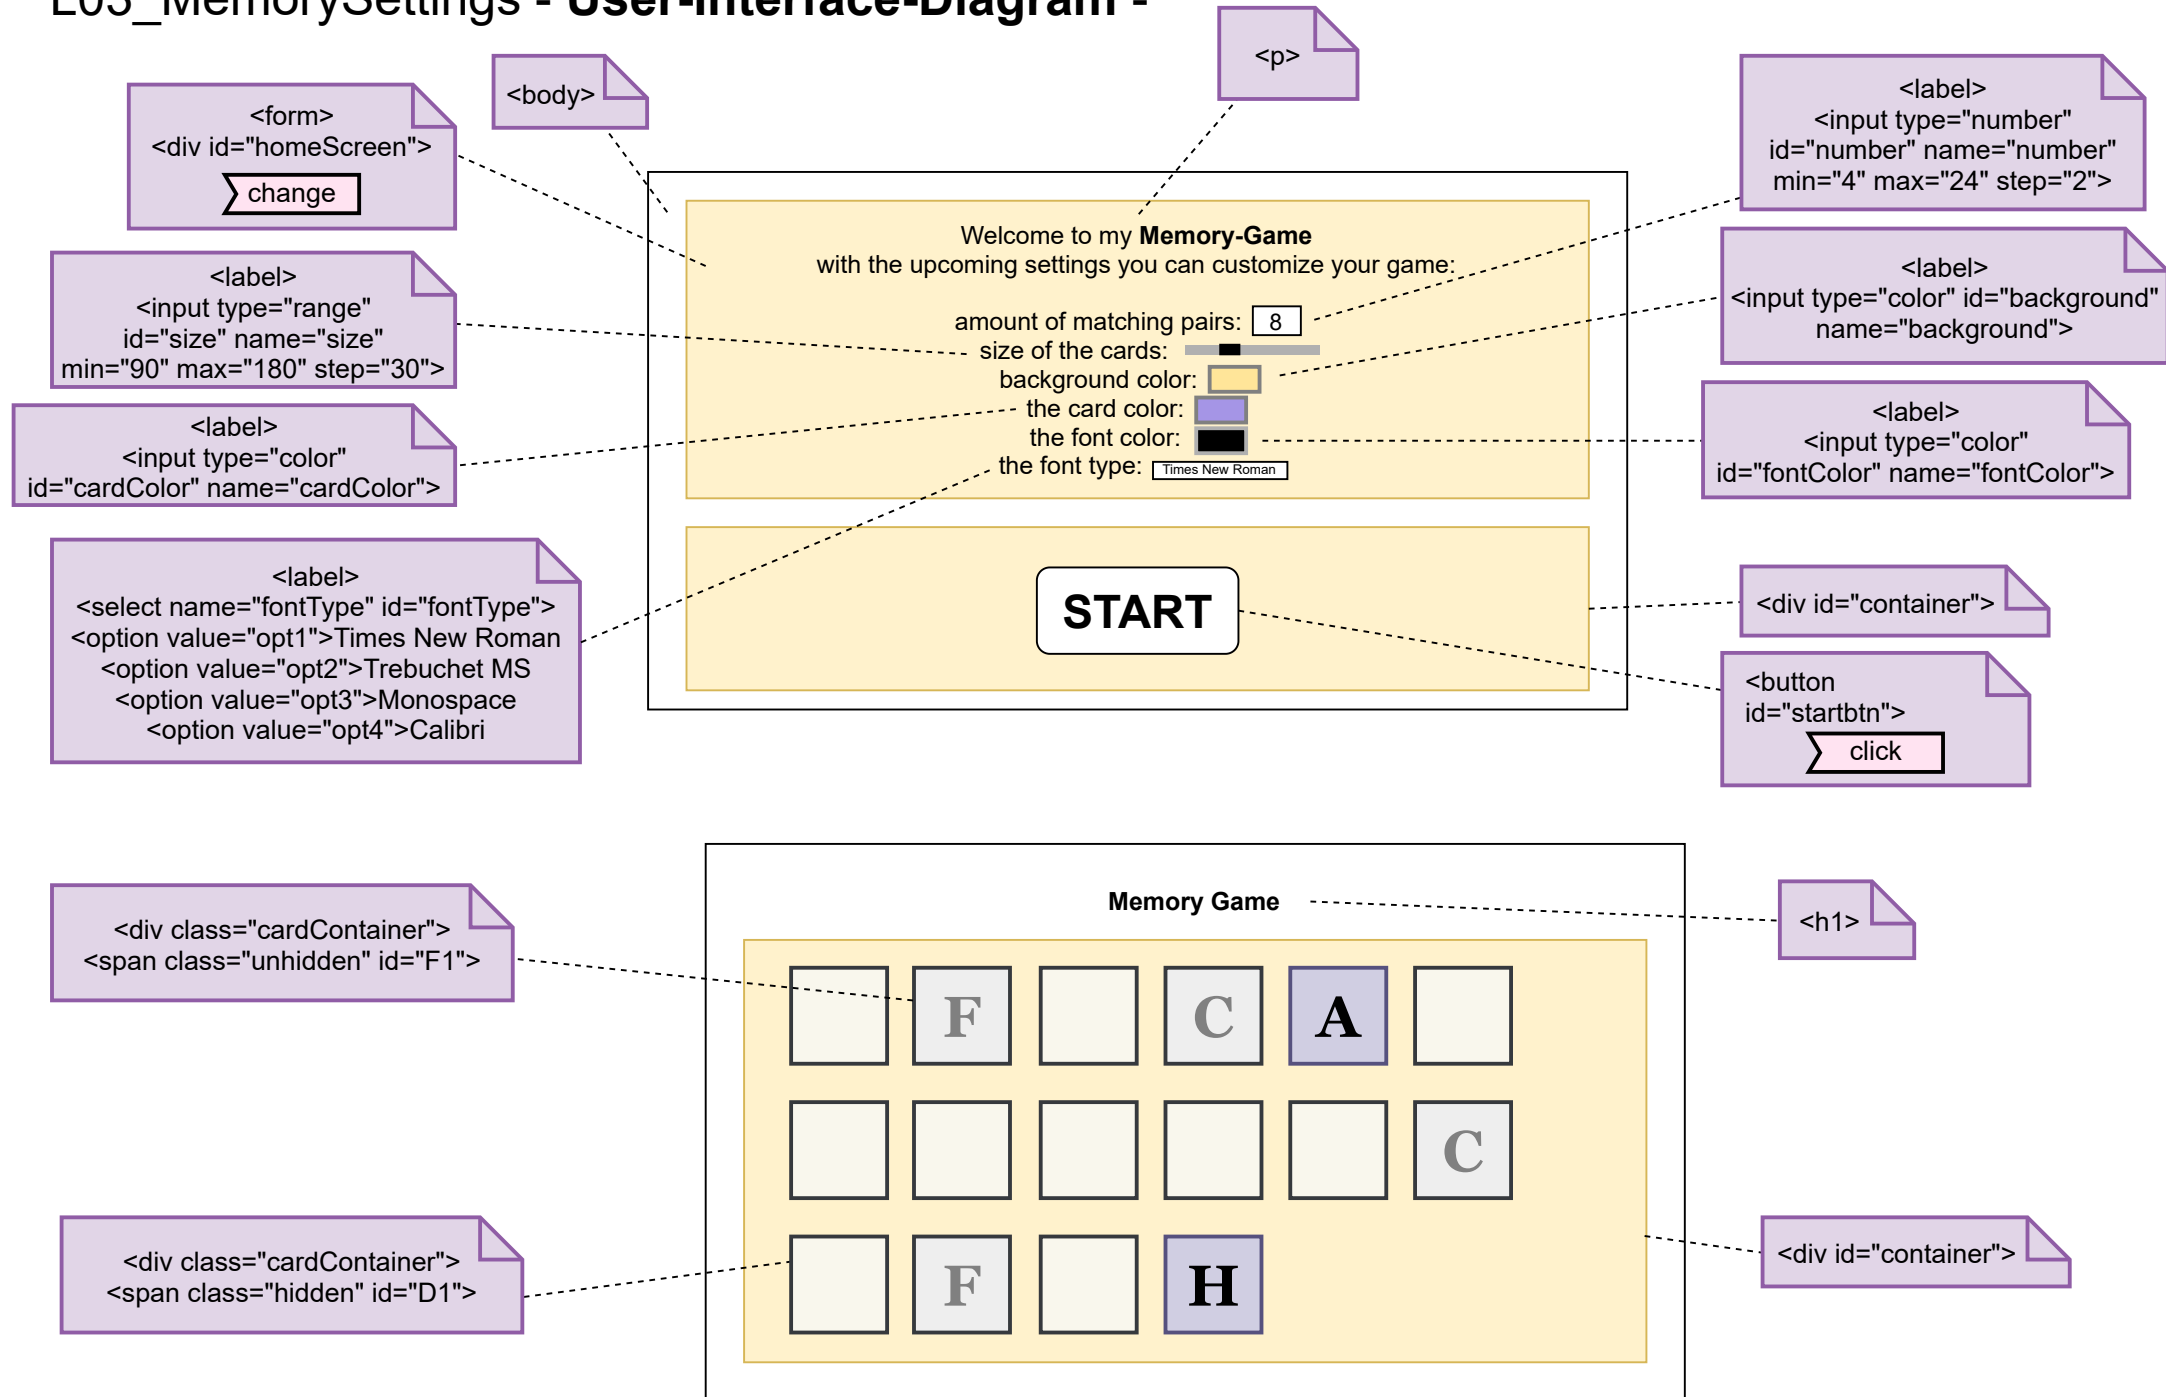 L03_MemorySettings - User-Interface-Diagram -
<p>
<body>
<form>
<div id="homeScreen">
change
<label>
<input type="number"
id="number" name="number"
min="4" max="24" step="2">
<label>
<input type="range"
id="size" name="size"
min="90" max="180" step="30">
<label>
<input type="color" id="background"
name="background">
<label>
<input type="color"
id="cardColor" name="cardColor">
<label>
<input type="color"
id="fontColor" name="fontColor">
Welcome to my Memory-Game
with the upcoming settings you can customize your game:
amount of matching pairs: 8
size of the cards:
background color:
the card color:
the font color:
the font type: Times New Roman
<label>
<select name="fontType" id="fontType">
<option value="opt1">Times New Roman
<option value="opt2">Trebuchet MS
<option value="opt3">Monospace
<option value="opt4">Calibri
START
<div id="container">
<button
id="startbtn">
click
Memory Game
<h1>
<div class="cardContainer">
<span class="unhidden" id="F1">
F C A
C
F H
<div class="cardContainer">
<span class="hidden" id="D1">
<div id="container">